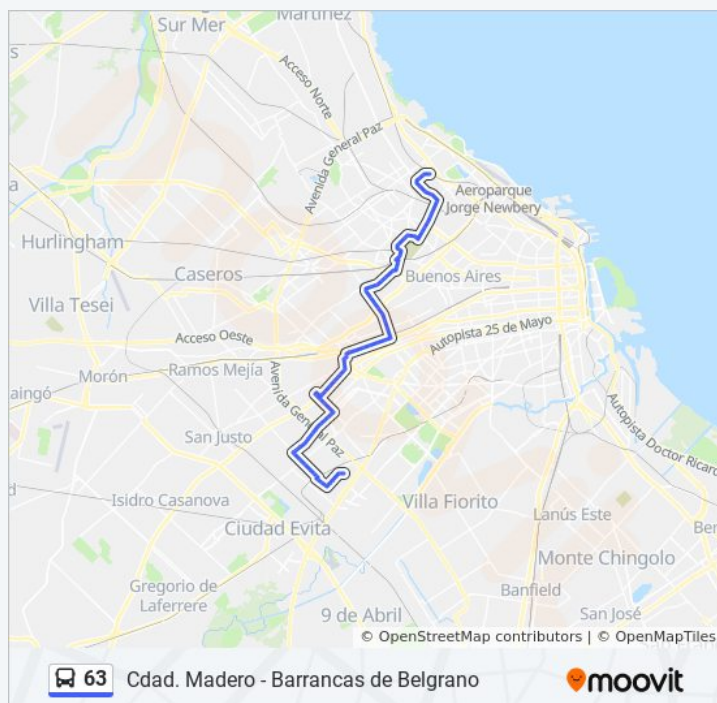 Martínez
Sur Mer
Acceso Norte
Avenida General Paz
Aeroparque
Jorge Newbery
Hurlingham
Caseros
Buenos Aires
Villa Tesei
Acceso Oeste
Autopista 25 de Mayo
Ramos Mejía
Morón
aingó
Avenida General Paz
Autopista Doctor Ricar
San Justo
Villa Fiorito
Isidro Casanova
Lanús Este
Ciudad Evita
Ber
Monte Chingolo
Gregorio de
Laferrere
Banfield
9 de Abril
San José
© OpenStreetMap contributors | © OpenMapTiles
63 Cdad. Madero - Barrancas de Belgrano
moovit